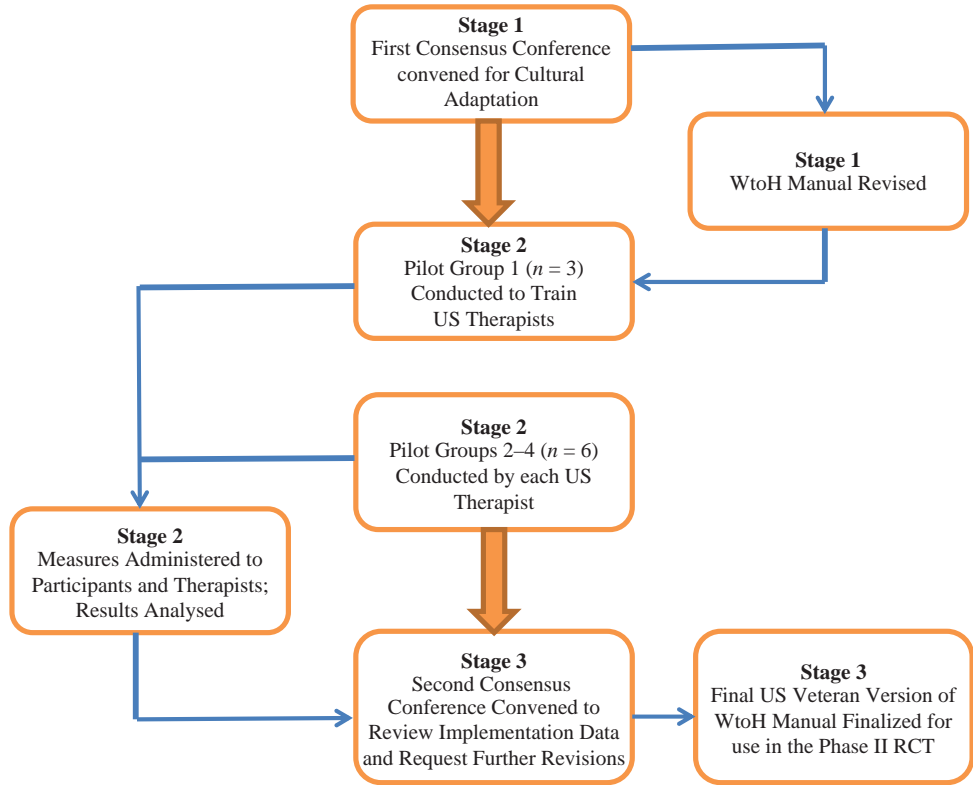 Stage 1
First Consensus Conference
convened for Cultural
Adaptation
Stage 1
WtoH Manual Revised
Stage 2
Pilot Group 1 (n = 3)
Conducted to Train
US Therapists
Stage 2
Pilot Groups 2–4 (n = 6)
Conducted by each US
Therapist
Stage 2
Measures Administered to
Participants and Therapists;
Results Analysed
Stage 3
Second Consensus
Conference Convened to
Review Implementation Data
and Request Further Revisions
Stage 3
Final US Veteran Version of
WtoH Manual Finalized for
use in the Phase II RCT